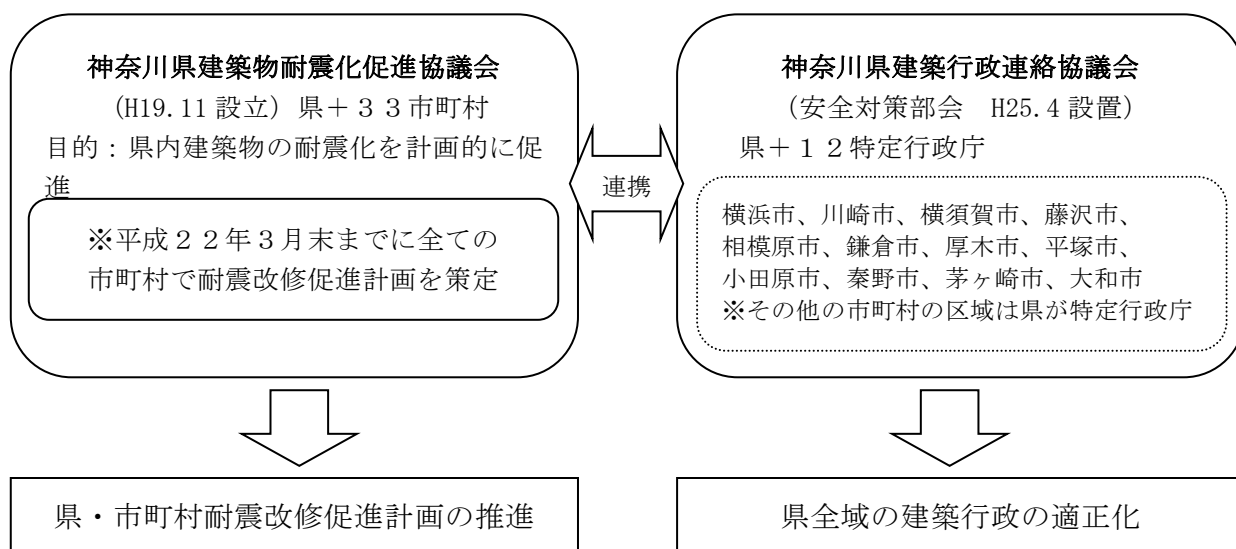 神奈川県建築物耐震化促進協議会
(H19.11 設立) 県+33市町村
目的:県内建築物の耐震化を計画的に促
進
※平成22年3月末までに全ての
市町村で耐震改修促進計画を策定
連携
神奈川県建築行政連絡協議会
(安全対策部会 H25.4 設置)
県+12特定行政庁
横浜市、川崎市、横須賀市、藤沢市、
相模原市、鎌倉市、厚木市、平塚市、
小田原市、秦野市、茅ヶ崎市、大和市
※その他の市町村の区域は県が特定行政庁
県・市町村耐震改修促進計画の推進
県全域の建築行政の適正化